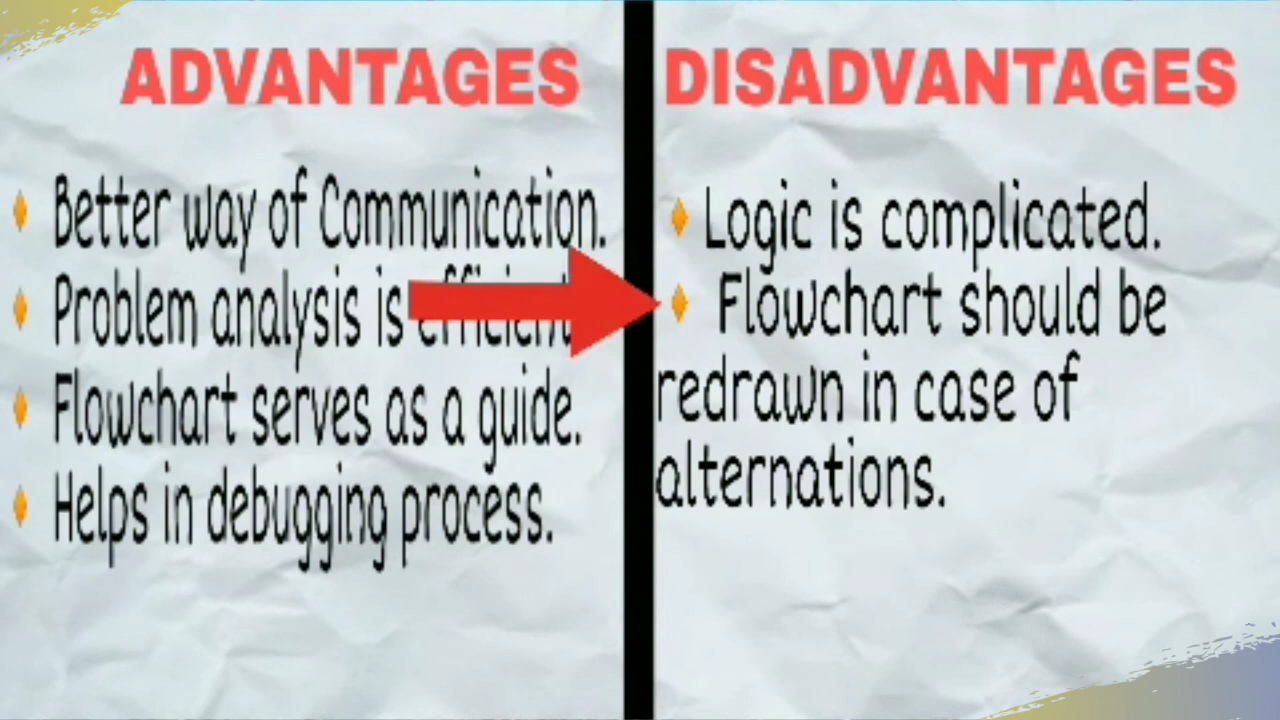 ADVANTAGES
Better way of Communication.
Problem analysis is efficient
Flowchart serves as a guide.
Helps in debugging process.
DISADVANTAGES
Logic is complicated.
Flowchart should be
redrawn in case of
alternations.